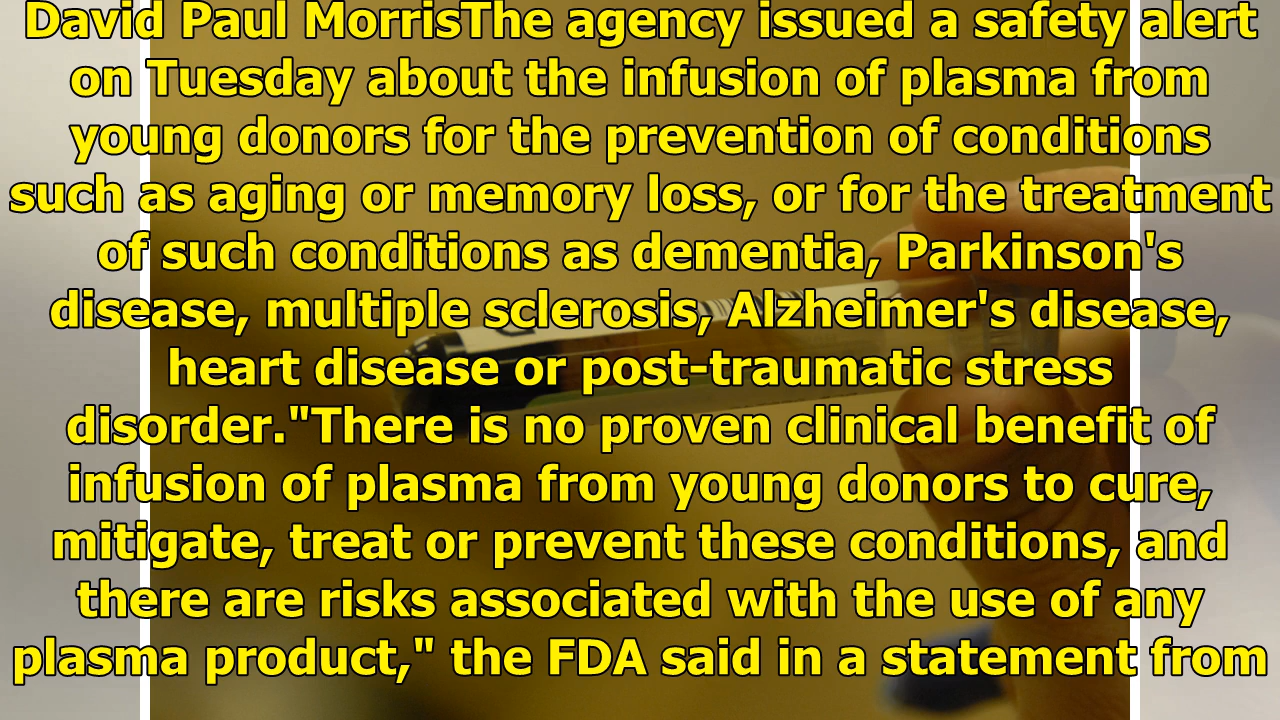 David Paul MorrisThe agency issued a safety alert
on Tuesday about the infusion of plasma from
young donors for the prevention of conditions
such as aging or memory loss, or for the treatment
of such conditions as dementia, Parkinson's
disease, multiple sclerosis, Alzheimer's disease,
heart disease or post-traumatic stress
disorder."There is no proven clinical benefit of
infusion of plasma from young donors to cure,
mitigate, treat or prevent these conditions, and
there are risks associated with the use of any
plasma product," the FDA said in a statement from